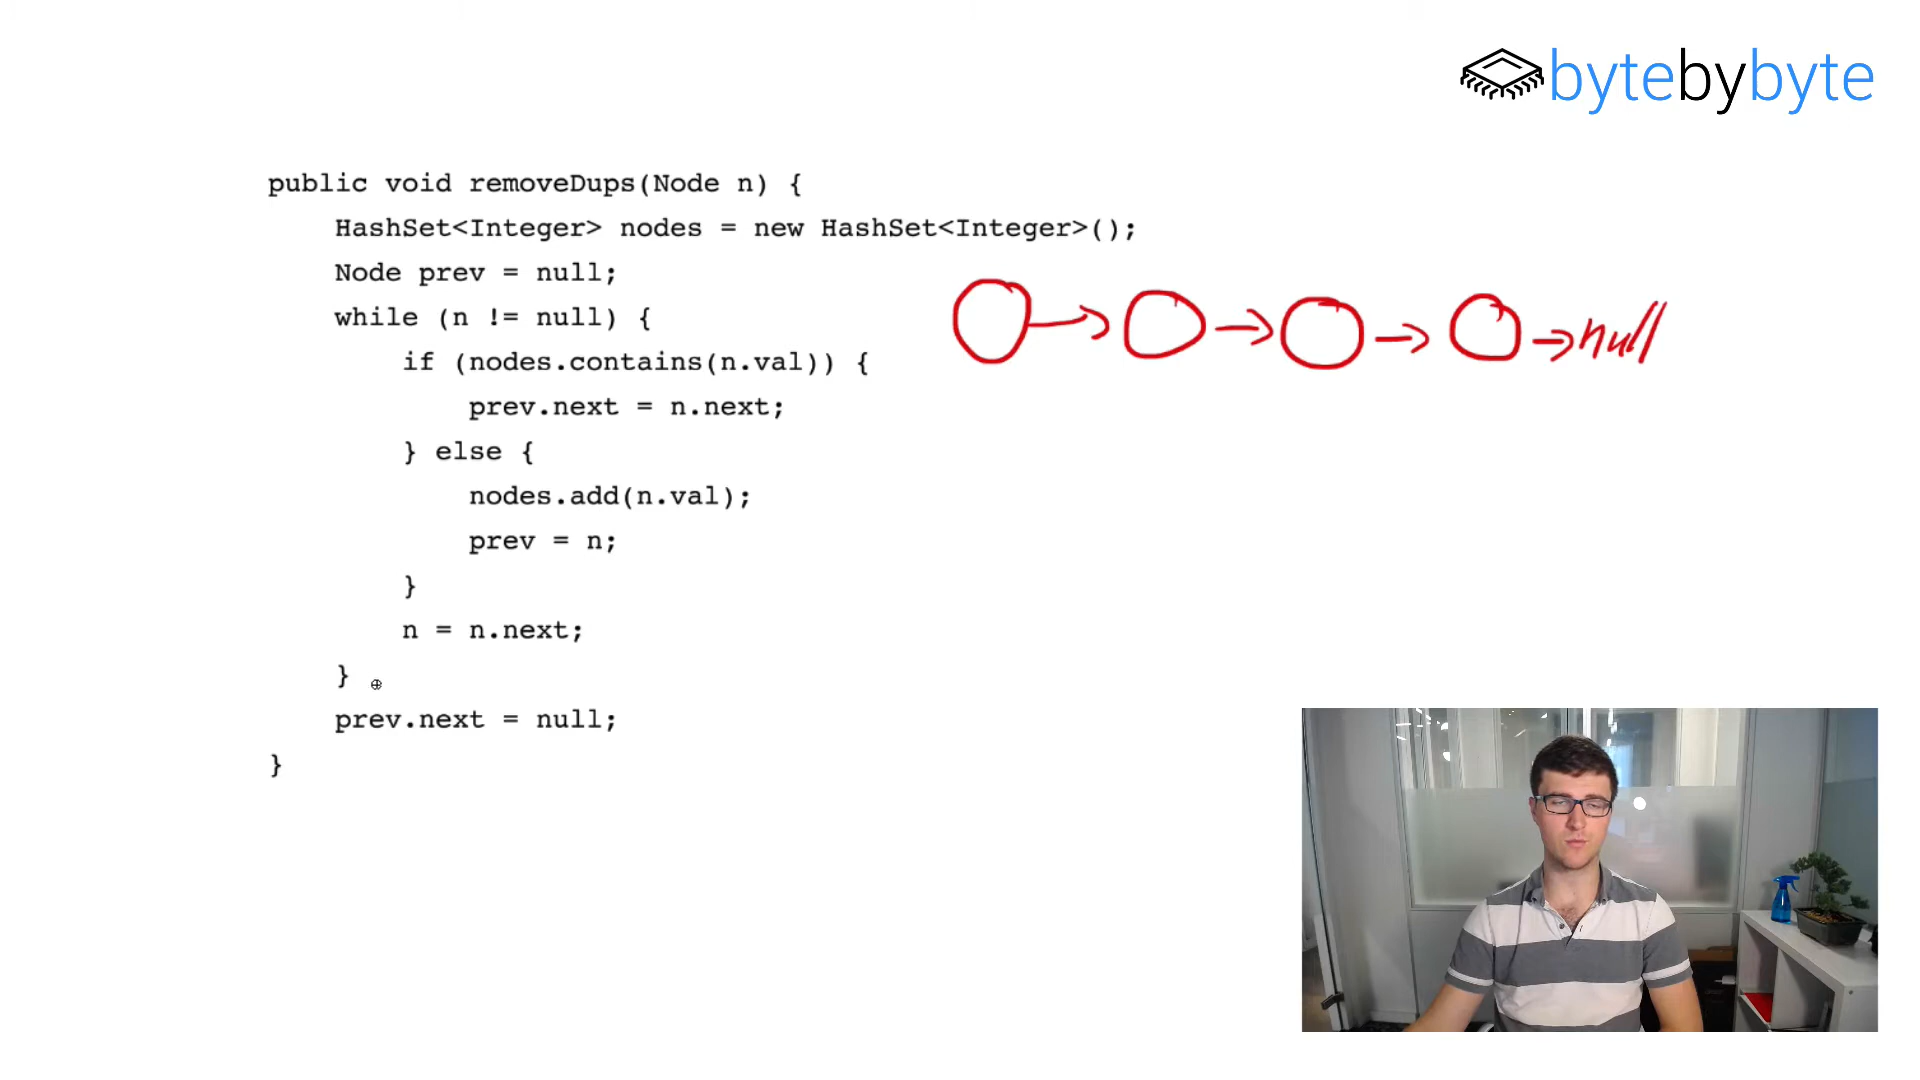 bytebybyte
public void removeDups(Node n) {
HashSet<Integer> nodes = new HashSet<Integer>();
Node prev = null;
while (n != null) {
if (nodes.contains(n.val)) {
prev.next = n.next;
} else {
nodes.add(n.val);
prev = n;
}
n = n.next;
}
prev.next = null;
}
null